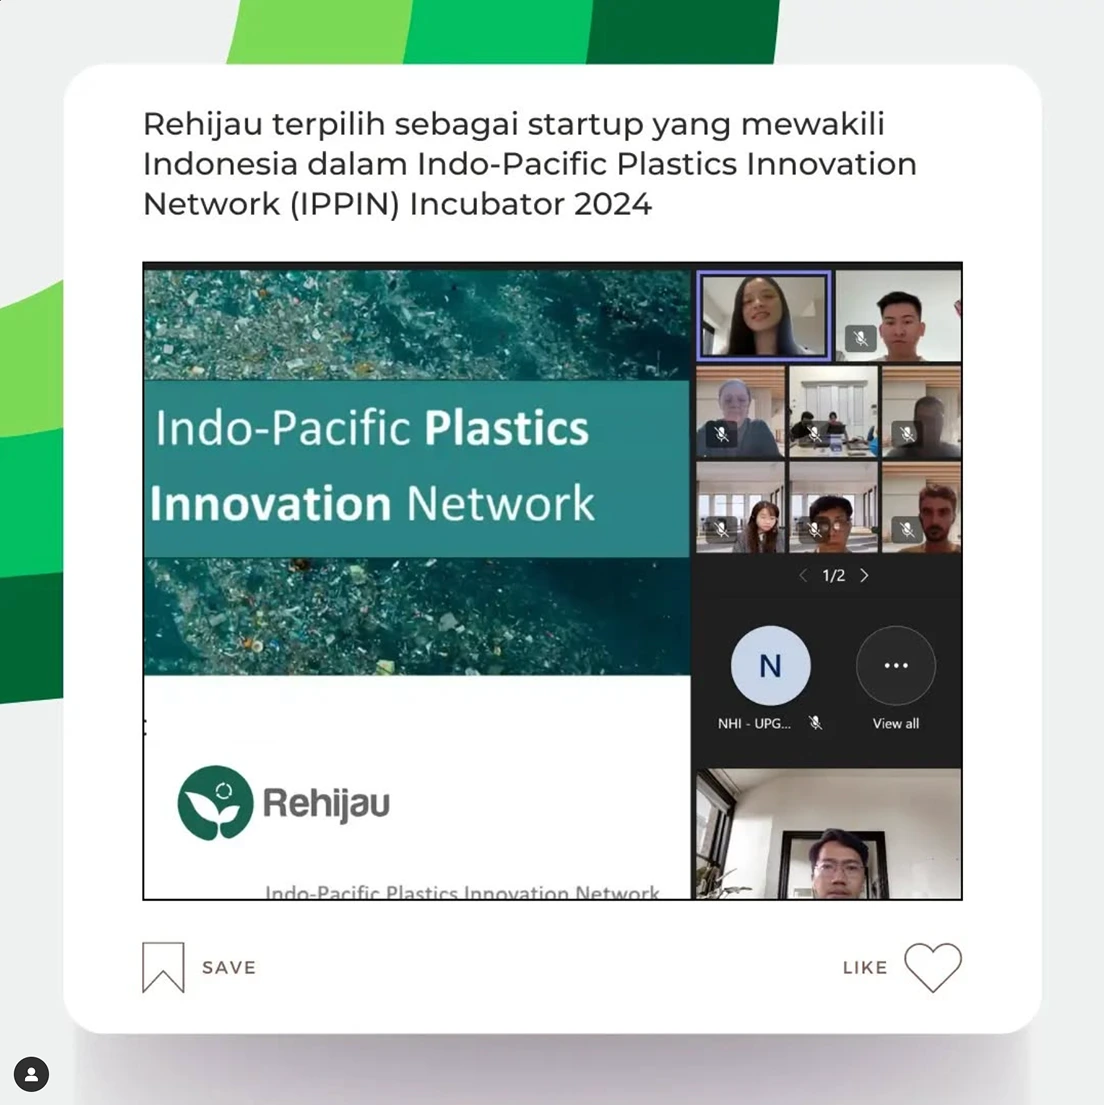 Rehijau terpilih sebagai startup yang mewakili
Indonesia dalam Indo-Pacific Plastics Innovation
Network (IPPIN) Incubator 2024
Indo-Pacific Plastics
Innovation Network
1/2
N
NHI - UPG...
View all
Rehijau
Indo-Pacific Plastics Innovation Network
SAVE
LIKE